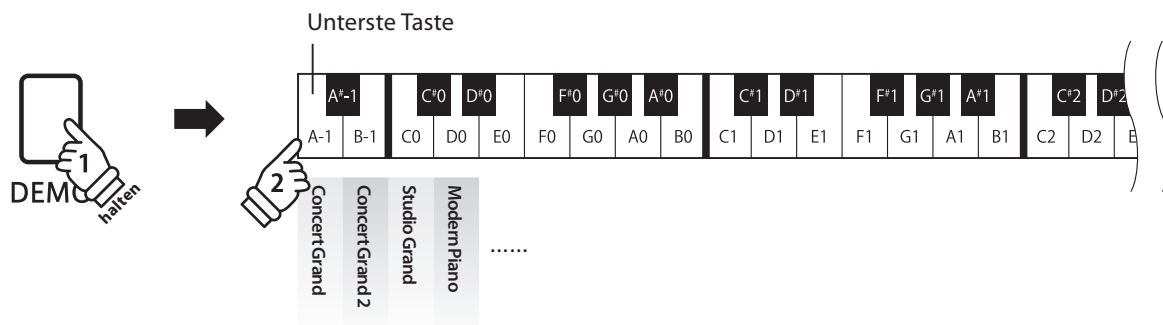 Unterste Taste
A#-1 C#0 D#0 F#0 G#0 A#0 C#1 D#1 F#1 G#1 A#1 C#2 D#2
A-1 B-1 C0 D0 E0 F0 G0 A0 B0 C1 D1 E1 F1 G1 A1 B1 C2 D2
1
halten
2
Concert Grand
Concert Grand 2
Studio Grand
Modern Piano
......